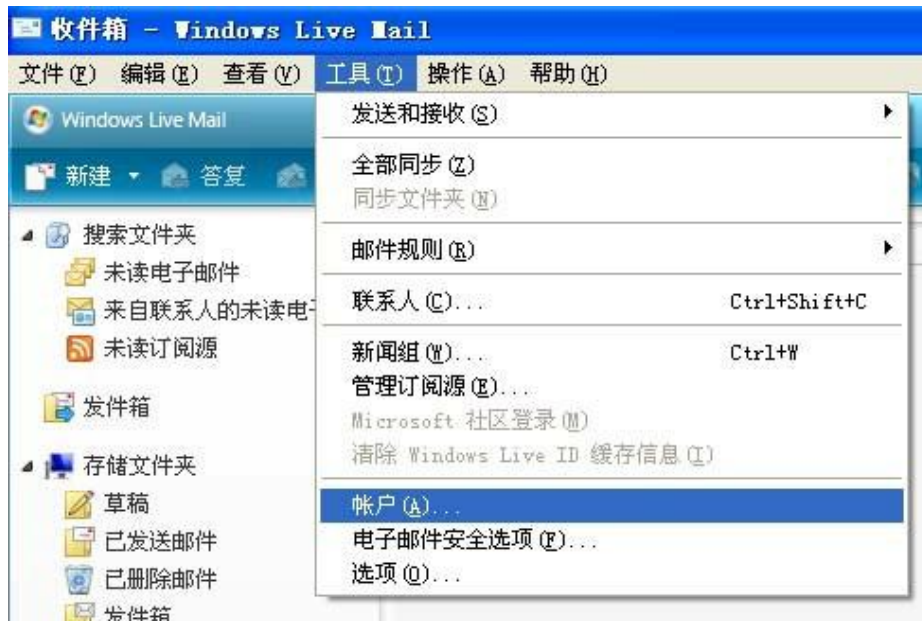 收件箱 - Windows Live Mail
文件(F) 编辑(E) 查看(V) 工具(T) 操作(A) 帮助(H)
Windows Live Mail
新建 答复
搜索文件夹
未读电子邮件
来自联系人的未读电子
未读订阅源
发件箱
存储文件夹
草稿
已发送邮件
已删除邮件
发件箱
发送和接收(S)
全部同步(Z)
同步文件夹(N)
邮件规则(R)
联系人(C)... Ctrl+Shift+C
新闻组(W)... Ctrl+W
管理订阅源(E)...
Microsoft 社区登录(M)
清除 Windows Live ID 缓存信息(I)
帐户(A)...
电子邮件安全选项(F)...
选项(O)...